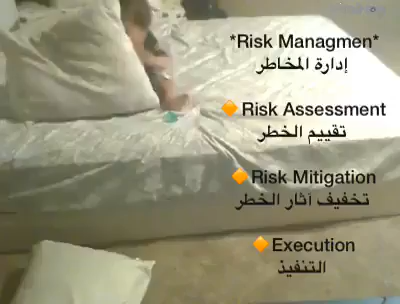 *Risk Managmen*
إدارة المخاطر
🔶Risk Assessment
تقييم الخطر
🔶Risk Mitigation
تخفيف آثار الخطر
🔶Execution
التنفيذ